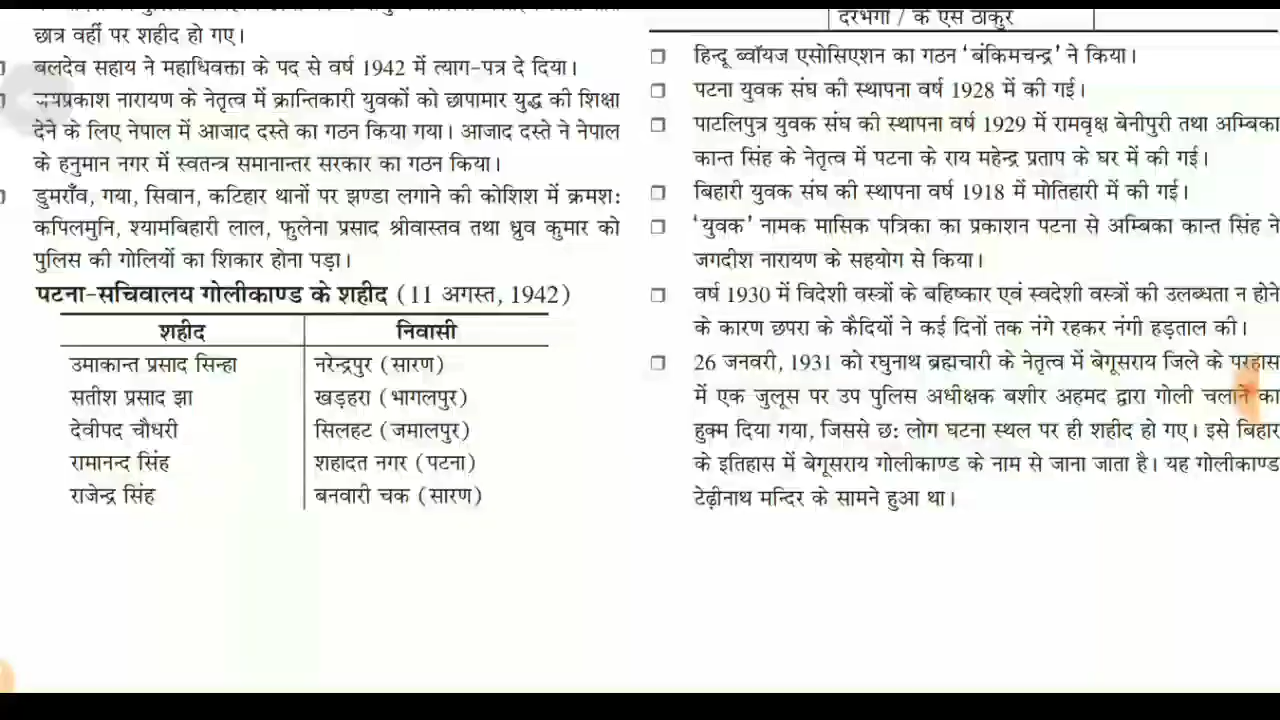 छात्र वहीं पर शहीद हो गए।
बलदेव सहाय ने महाधिवक्ता के पद से वर्ष 1942 में त्याग-पत्र दे दिया।
जयप्रकाश नारायण के नेतृत्व में क्रान्तिकारी युवकों को छापामार युद्ध की शिक्षा
देने के लिए नेपाल में आजाद दस्ते का गठन किया गया। आजाद दस्ते ने नेपाल
के हनुमान नगर में स्वतन्त्र समानान्तर सरकार का गठन किया।
डुमराँव, गया, सिवान, कटिहार थानों पर झण्डा लगाने की कोशिश में क्रमश:
कपिलमुनि, श्यामबिहारी लाल, फुलेना प्रसाद श्रीवास्तव तथा ध्रुव कुमार को
पुलिस की गोलियों का शिकार होना पड़ा।
पटना-सचिवालय गोलीकाण्ड के शहीद (11 अगस्त, 1942)
शहीद निवासी
उमाकान्त प्रसाद सिन्हा नरेन्द्रपुर (सारण)
सतीश प्रसाद झा खड़हरा (भागलपुर)
देवीपद चौधरी सिलहट (जमालपुर)
रामानन्द सिंह शहादत नगर (पटना)
राजेन्द्र सिंह बनवारी चक (सारण)
दरभंगा / के एस ठाकुर
हिन्दू ब्वॉयज एसोसिएशन का गठन 'बंकिमचन्द्र' ने किया।
पटना युवक संघ की स्थापना वर्ष 1928 में की गई।
पाटलिपुत्र युवक संघ की स्थापना वर्ष 1929 में रामवृक्ष बेनीपुरी तथा अम्बिका
कान्त सिंह के नेतृत्व में पटना के राय महेन्द्र प्रताप के घर में की गई।
बिहारी युवक संघ की स्थापना वर्ष 1918 में मोतिहारी में की गई।
'युवक' नामक मासिक पत्रिका का प्रकाशन पटना से अम्बिका कान्त सिंह ने
जगदीश नारायण के सहयोग से किया।
वर्ष 1930 में विदेशी वस्त्रों के बहिष्कार एवं स्वदेशी वस्त्रों की उलब्धता न होने
के कारण छपरा के कैदियों ने कई दिनों तक नंगे रहकर नंगी हड़ताल की।
26 जनवरी, 1931 को रघुनाथ ब्रह्मचारी के नेतृत्व में बेगूसराय जिले के परहास
में एक जुलूस पर उप पुलिस अधीक्षक बशीर अहमद द्वारा गोली चलाने का
हुक्म दिया गया, जिससे छ: लोग घटना स्थल पर ही शहीद हो गए। इसे बिहार
के इतिहास में बेगूसराय गोलीकाण्ड के नाम से जाना जाता है। यह गोलीकाण्ड
टेढ़ीनाथ मन्दिर के सामने हुआ था।